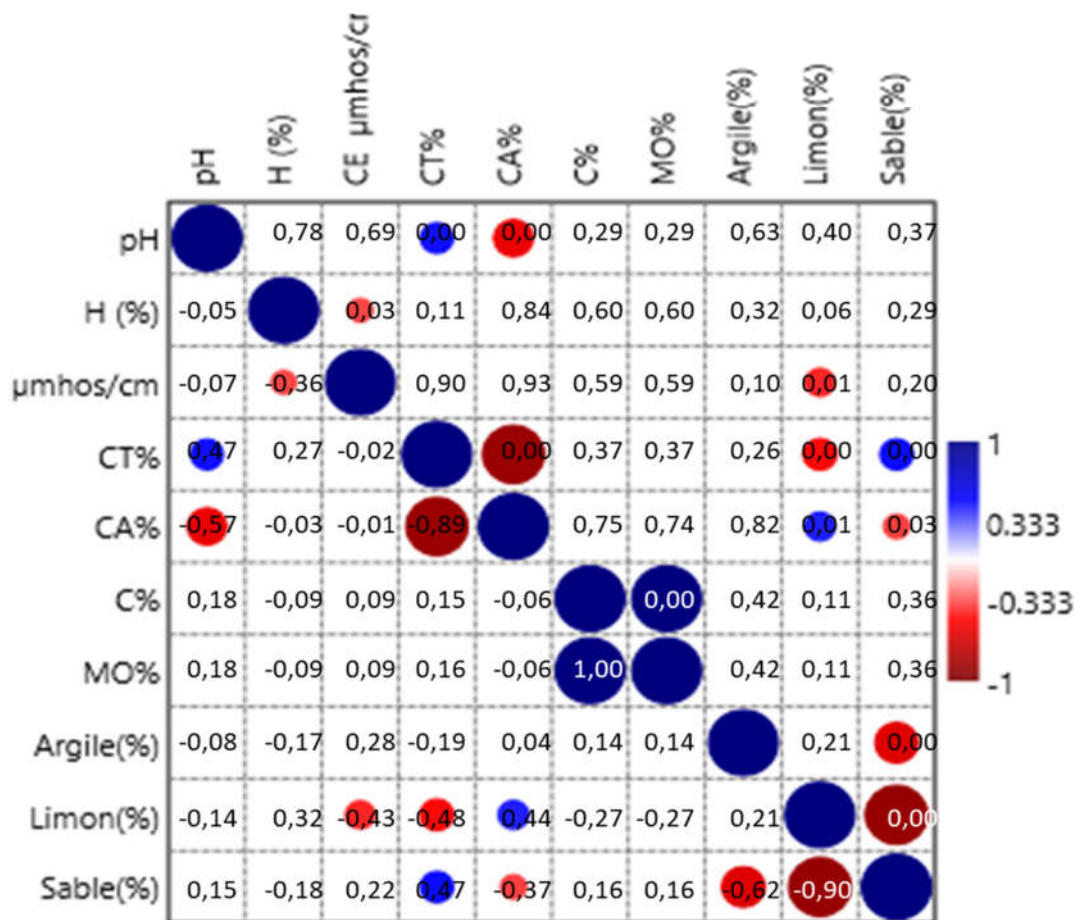 pH H (%) CE µmhos/cr CT% CA% C% MO% Argile(%) Limon(%) Sable(%)
pH 0,78 0,69 0,00 0,00 0,29 0,29 0,63 0,40 0,37
H (%) -0,05 0,03 0,11 0,84 0,60 0,60 0,32 0,06 0,29
µmhos/cm -0,07 -0,36 0,90 0,93 0,59 0,59 0,10 0,01 0,20
CT% 0,47 0,27 -0,02 0,00 0,37 0,37 0,26 0,00 0,00
CA% -0,57 -0,03 -0,01 -0,89 0,75 0,74 0,82 0,01 0,03
C% 0,18 -0,09 0,09 0,15 -0,06 0,00 0,42 0,11 0,36
MO% 0,18 -0,09 0,09 0,16 -0,06 1,00 0,42 0,11 0,36
Argile(%) -0,08 -0,17 0,28 -0,19 0,04 0,14 0,14 0,21 0,00
Limon(%) -0,14 0,32 -0,43 -0,48 0,44 -0,27 -0,27 0,21 0,00
Sable(%) 0,15 -0,18 0,22 0,47 -0,37 0,16 0,16 -0,62 -0,90
1
0.333
-0.333
-1